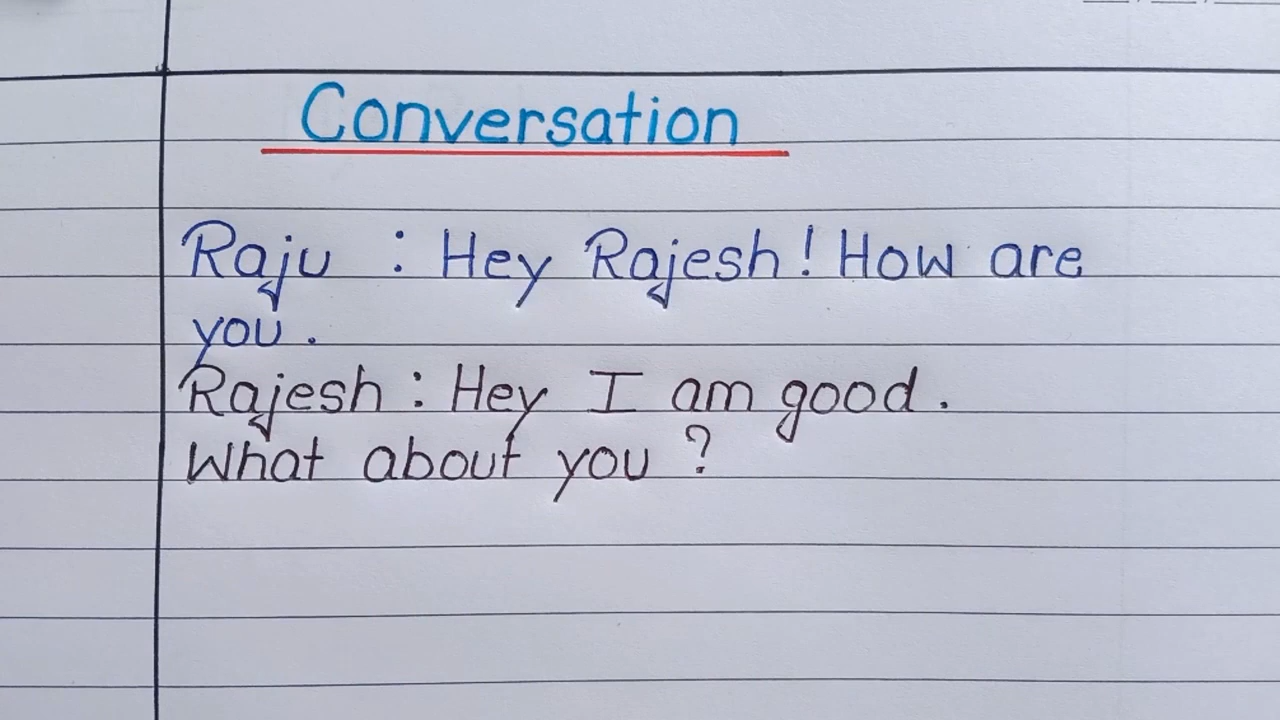 Conversation
Raju : Hey Rajesh! How are
you.
Rajesh : Hey I am good.
What about you ?